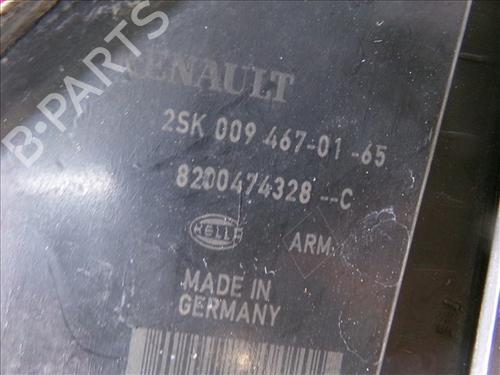 B-PARTS
RENAULT
2SK 009 467-01-65
8200474328--C
HELLA
ARM
MADE IN
GERMANY